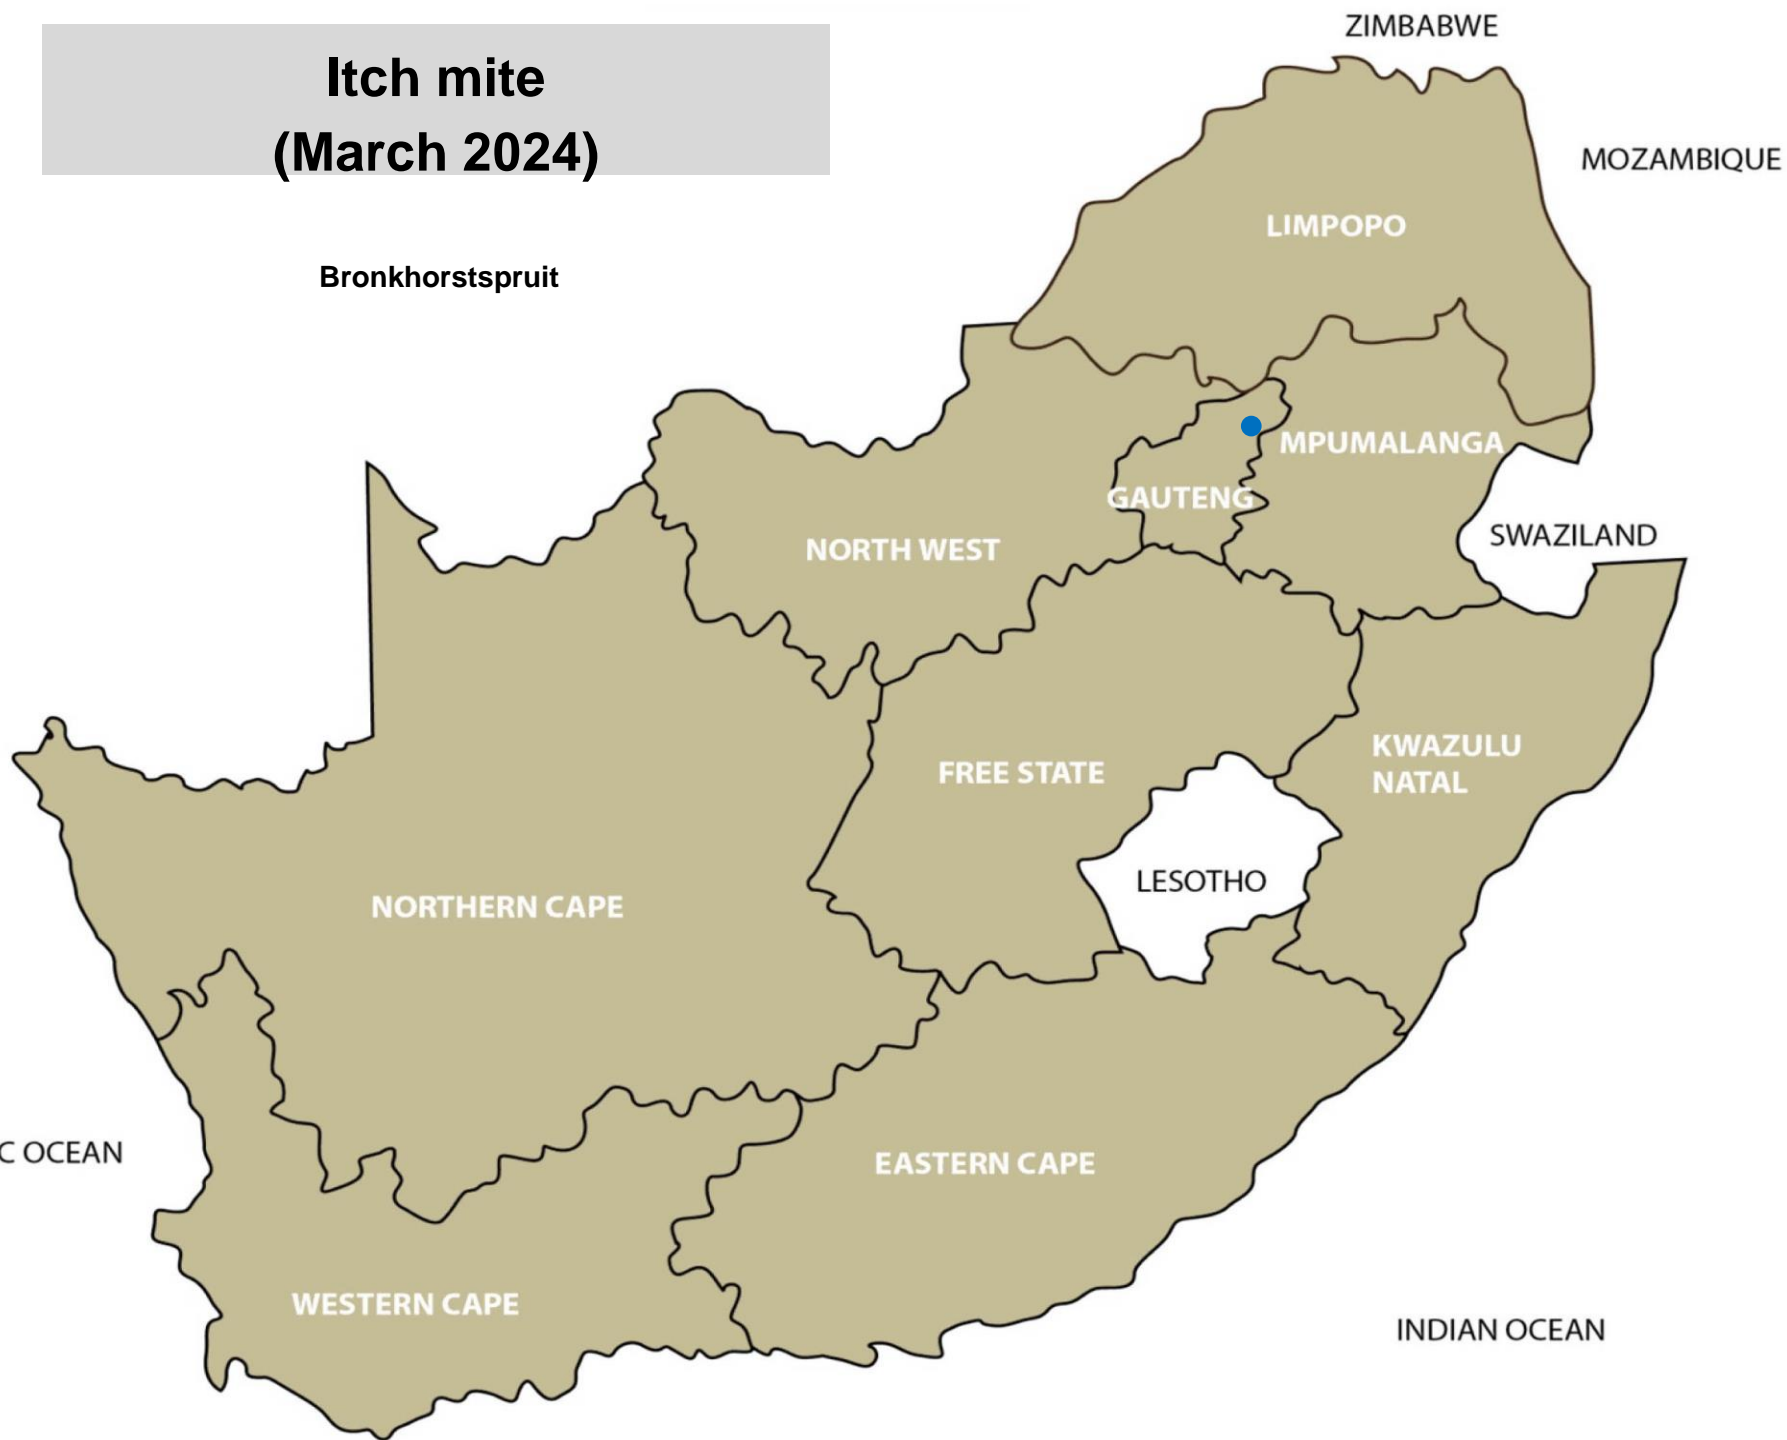 Itch mite
(March 2024)
Bronkhorstspruit
ZIMBABWE
MOZAMBIQUE
LIMPOPO
MPUMALANGA
GAUTENG
SWAZILAND
NORTH WEST
KWAZULU
NATAL
FREE STATE
LESOTHO
NORTHERN CAPE
C OCEAN
EASTERN CAPE
WESTERN CAPE
INDIAN OCEAN